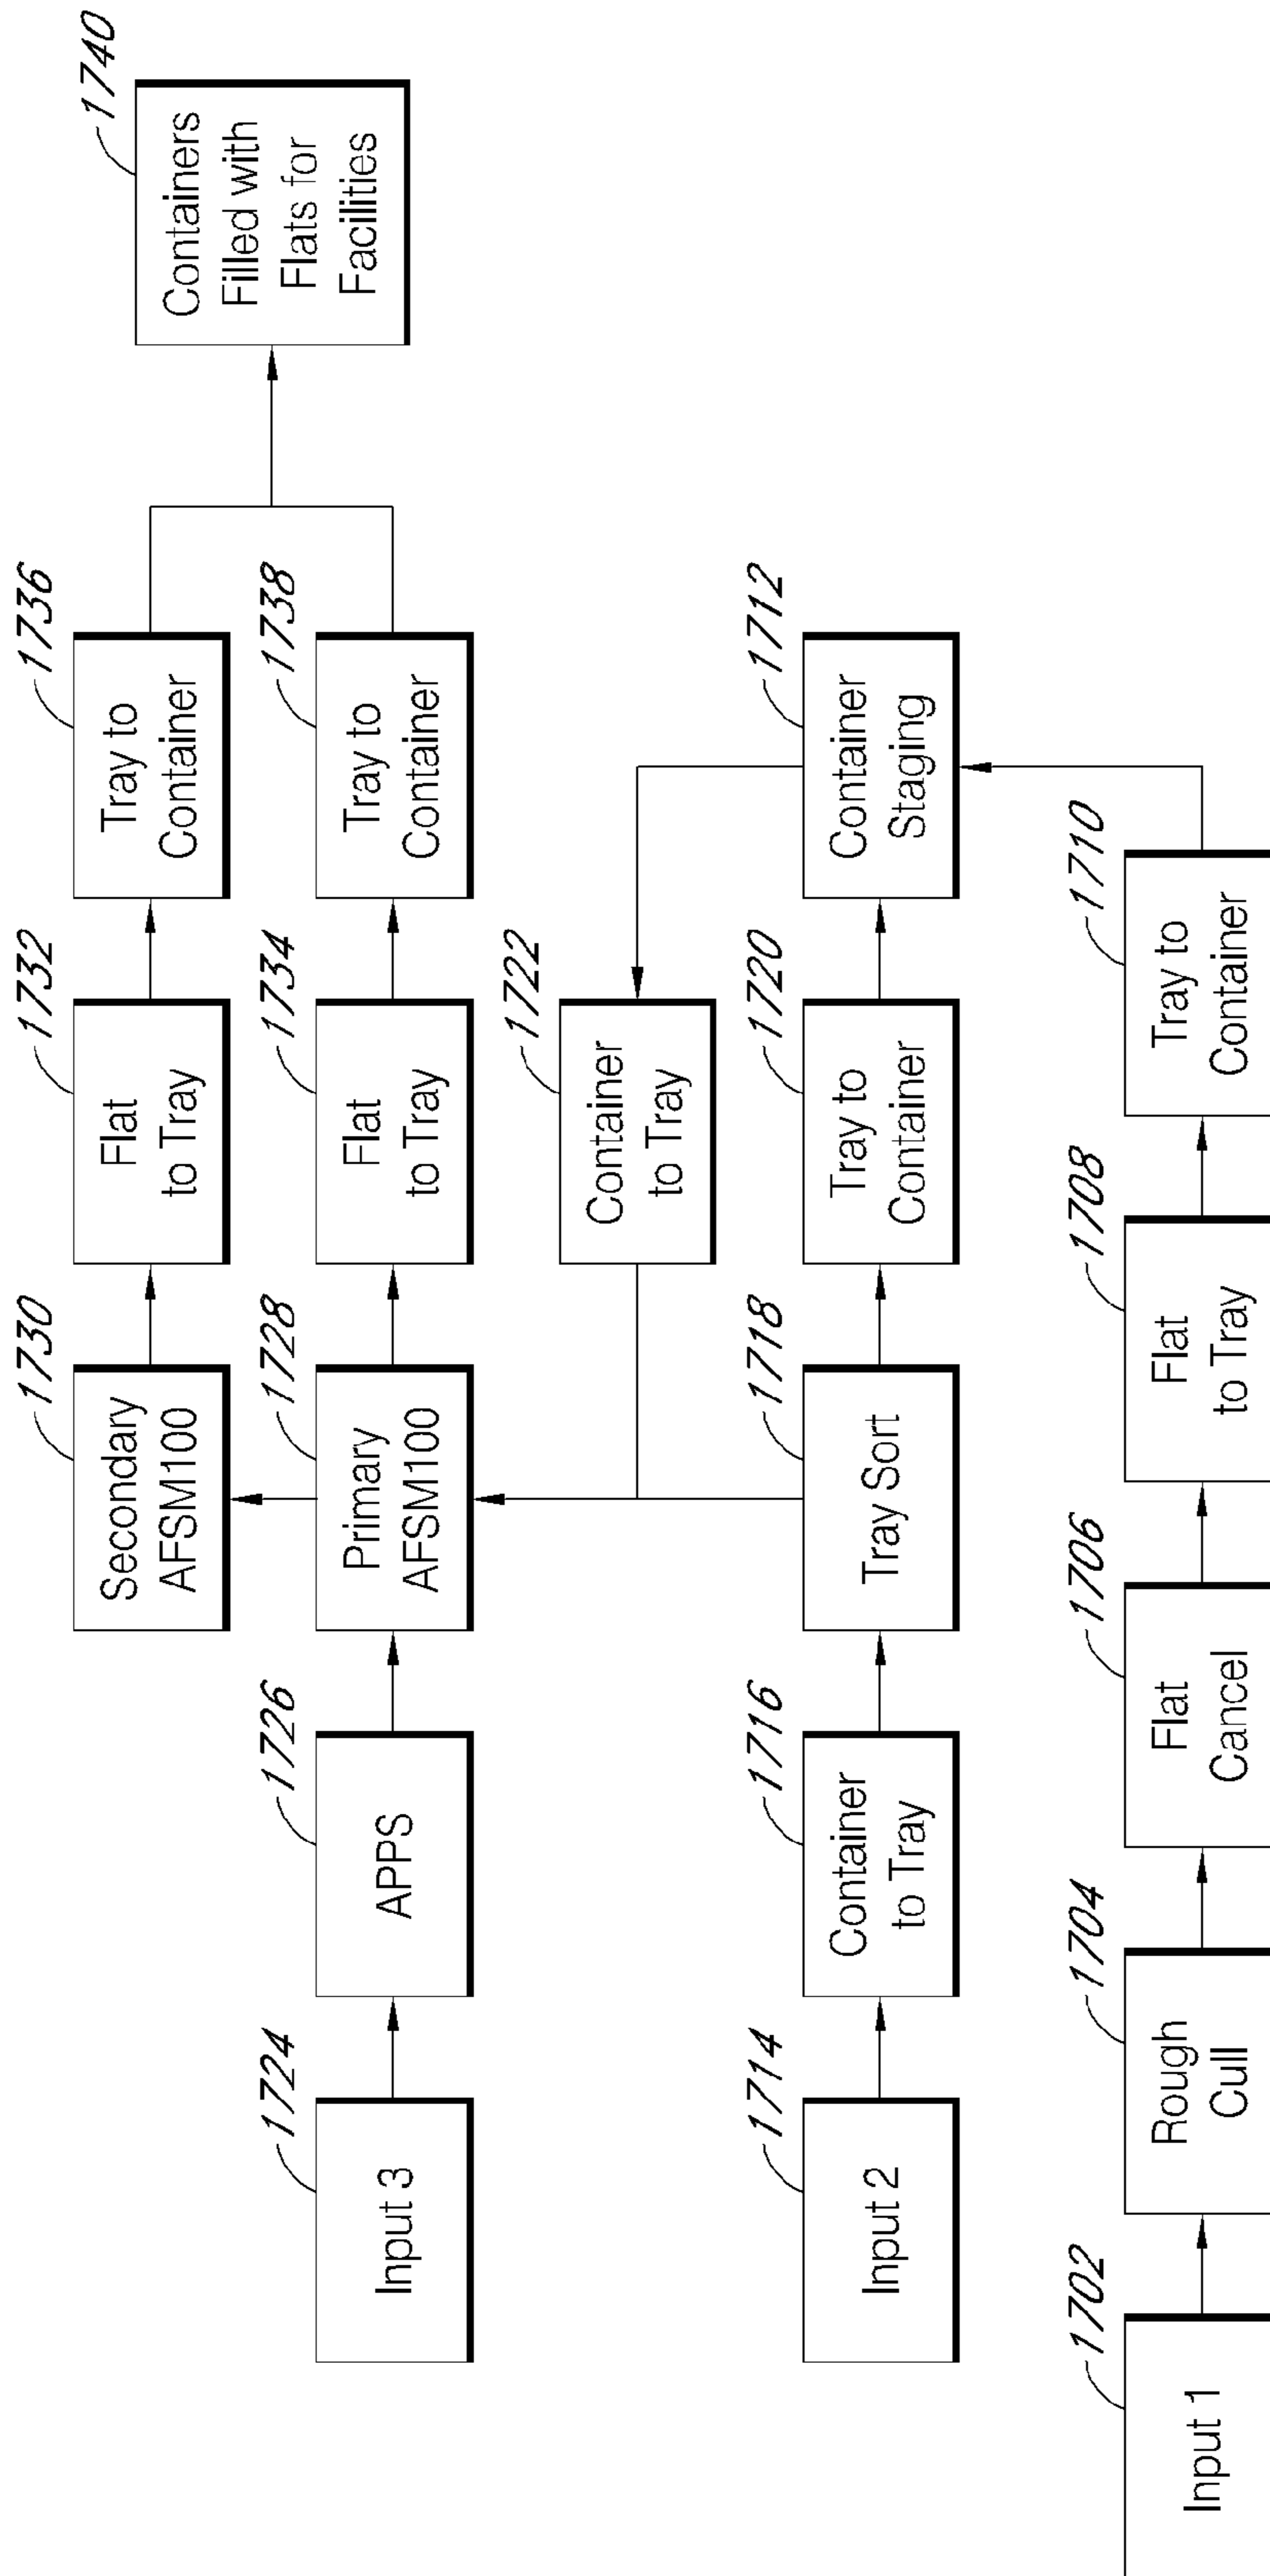 1740
Containers
Filled with
Flats for
Facilities
1730
Secondary
AFSM100
1732
Flat
to Tray
1736
Tray to
Container
1724
Input 3
1726
APPS
1728
Primary
AFSM100
1734
Flat
to Tray
1738
Tray to
Container
1722
Container
to Tray
1714
Input 2
1716
Container
to Tray
1718
Tray Sort
1720
Tray to
Container
1712
Container
Staging
1702
Input 1
1704
Rough
Cull
1706
Flat
Cancel
1708
Flat
to Tray
1710
Tray to
Container